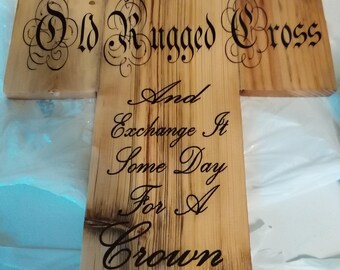 Old Rugged Cross
And
Exchange It
Some Day
For A
Crown